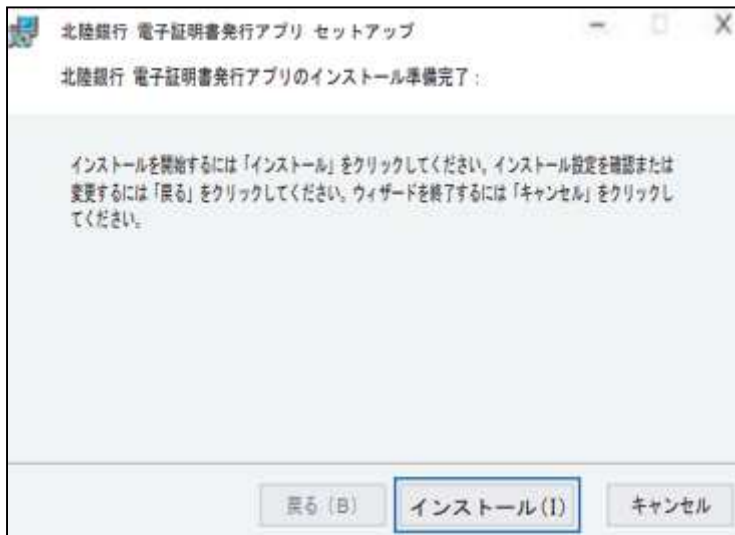 北陸銀行 電子証明書発行アプリ セットアップ
北陸銀行 電子証明書発行アプリのインストール準備完了：
インストールを開始するには「インストール」をクリックしてください。インストール設定を確認または
変更するには「戻る」をクリックしてください。ウィザードを終了するには「キャンセル」をクリックし
てください。
戻る（B） インストール(I) キャンセル